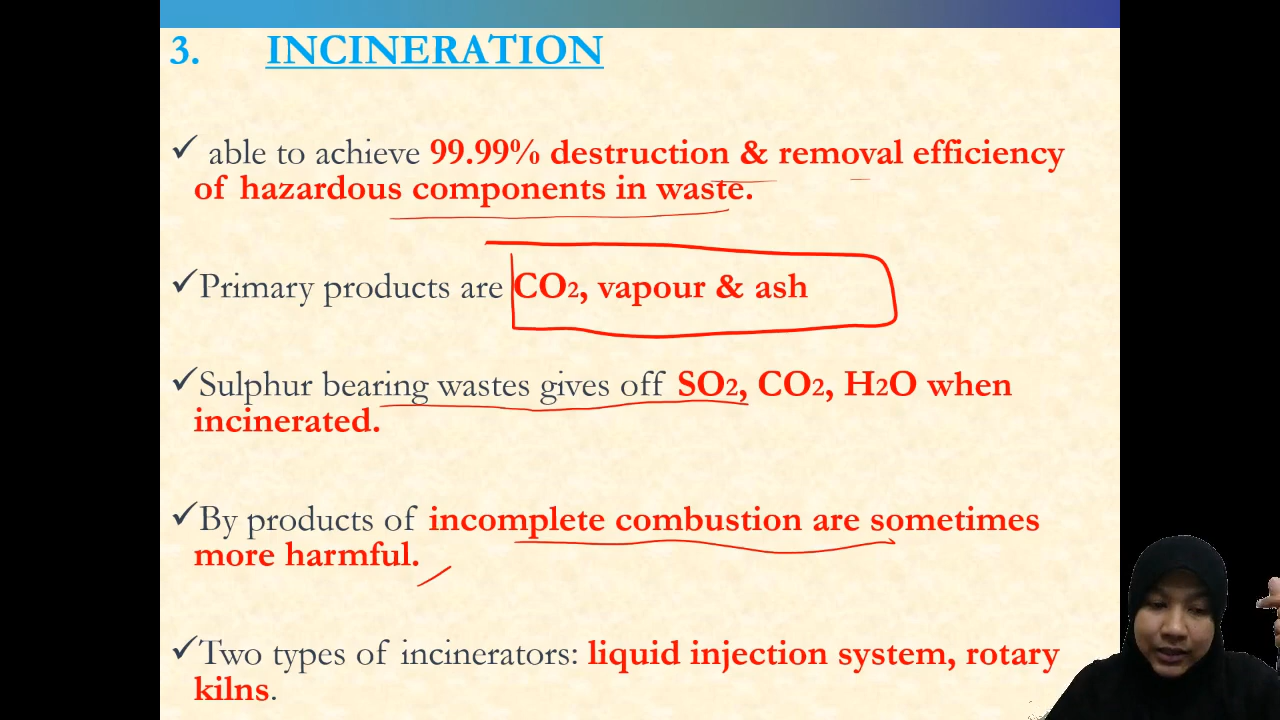 3. INCINERATION
✓ able to achieve 99.99% destruction & removal efficiency
of hazardous components in waste.
✓Primary products are CO2, vapour & ash
✓Sulphur bearing wastes gives off SO2, CO2, H2O when
incinerated.
✓By products of incomplete combustion are sometimes
more harmful.
✓Two types of incinerators: liquid injection system, rotary
kilns.